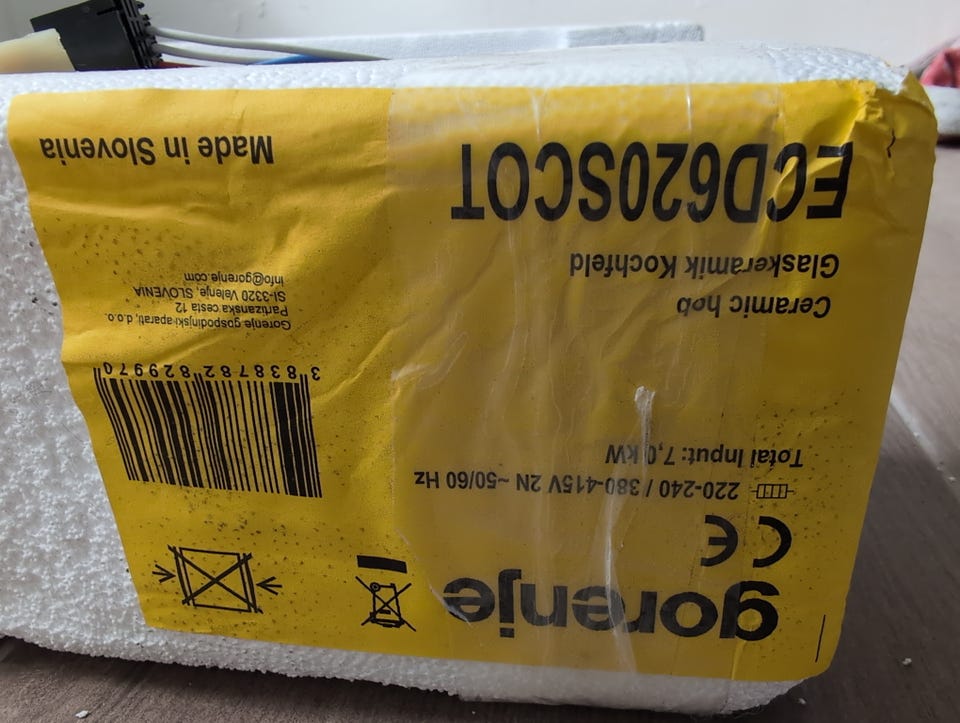 gorenje
CE
220-240 / 380-415V 2N ~50/60 Hz
Total Input: 7,0 kW
Ceramic hob
Glaskeramik Kochfeld
ECD620SCOT
3 838782 829970
Gorenje gospodinjski aparati, d.o.o.
Partizanska cesta 12
SI-3320 Velenje, SLOVENIA
info@gorenje.com
Made in Slovenia